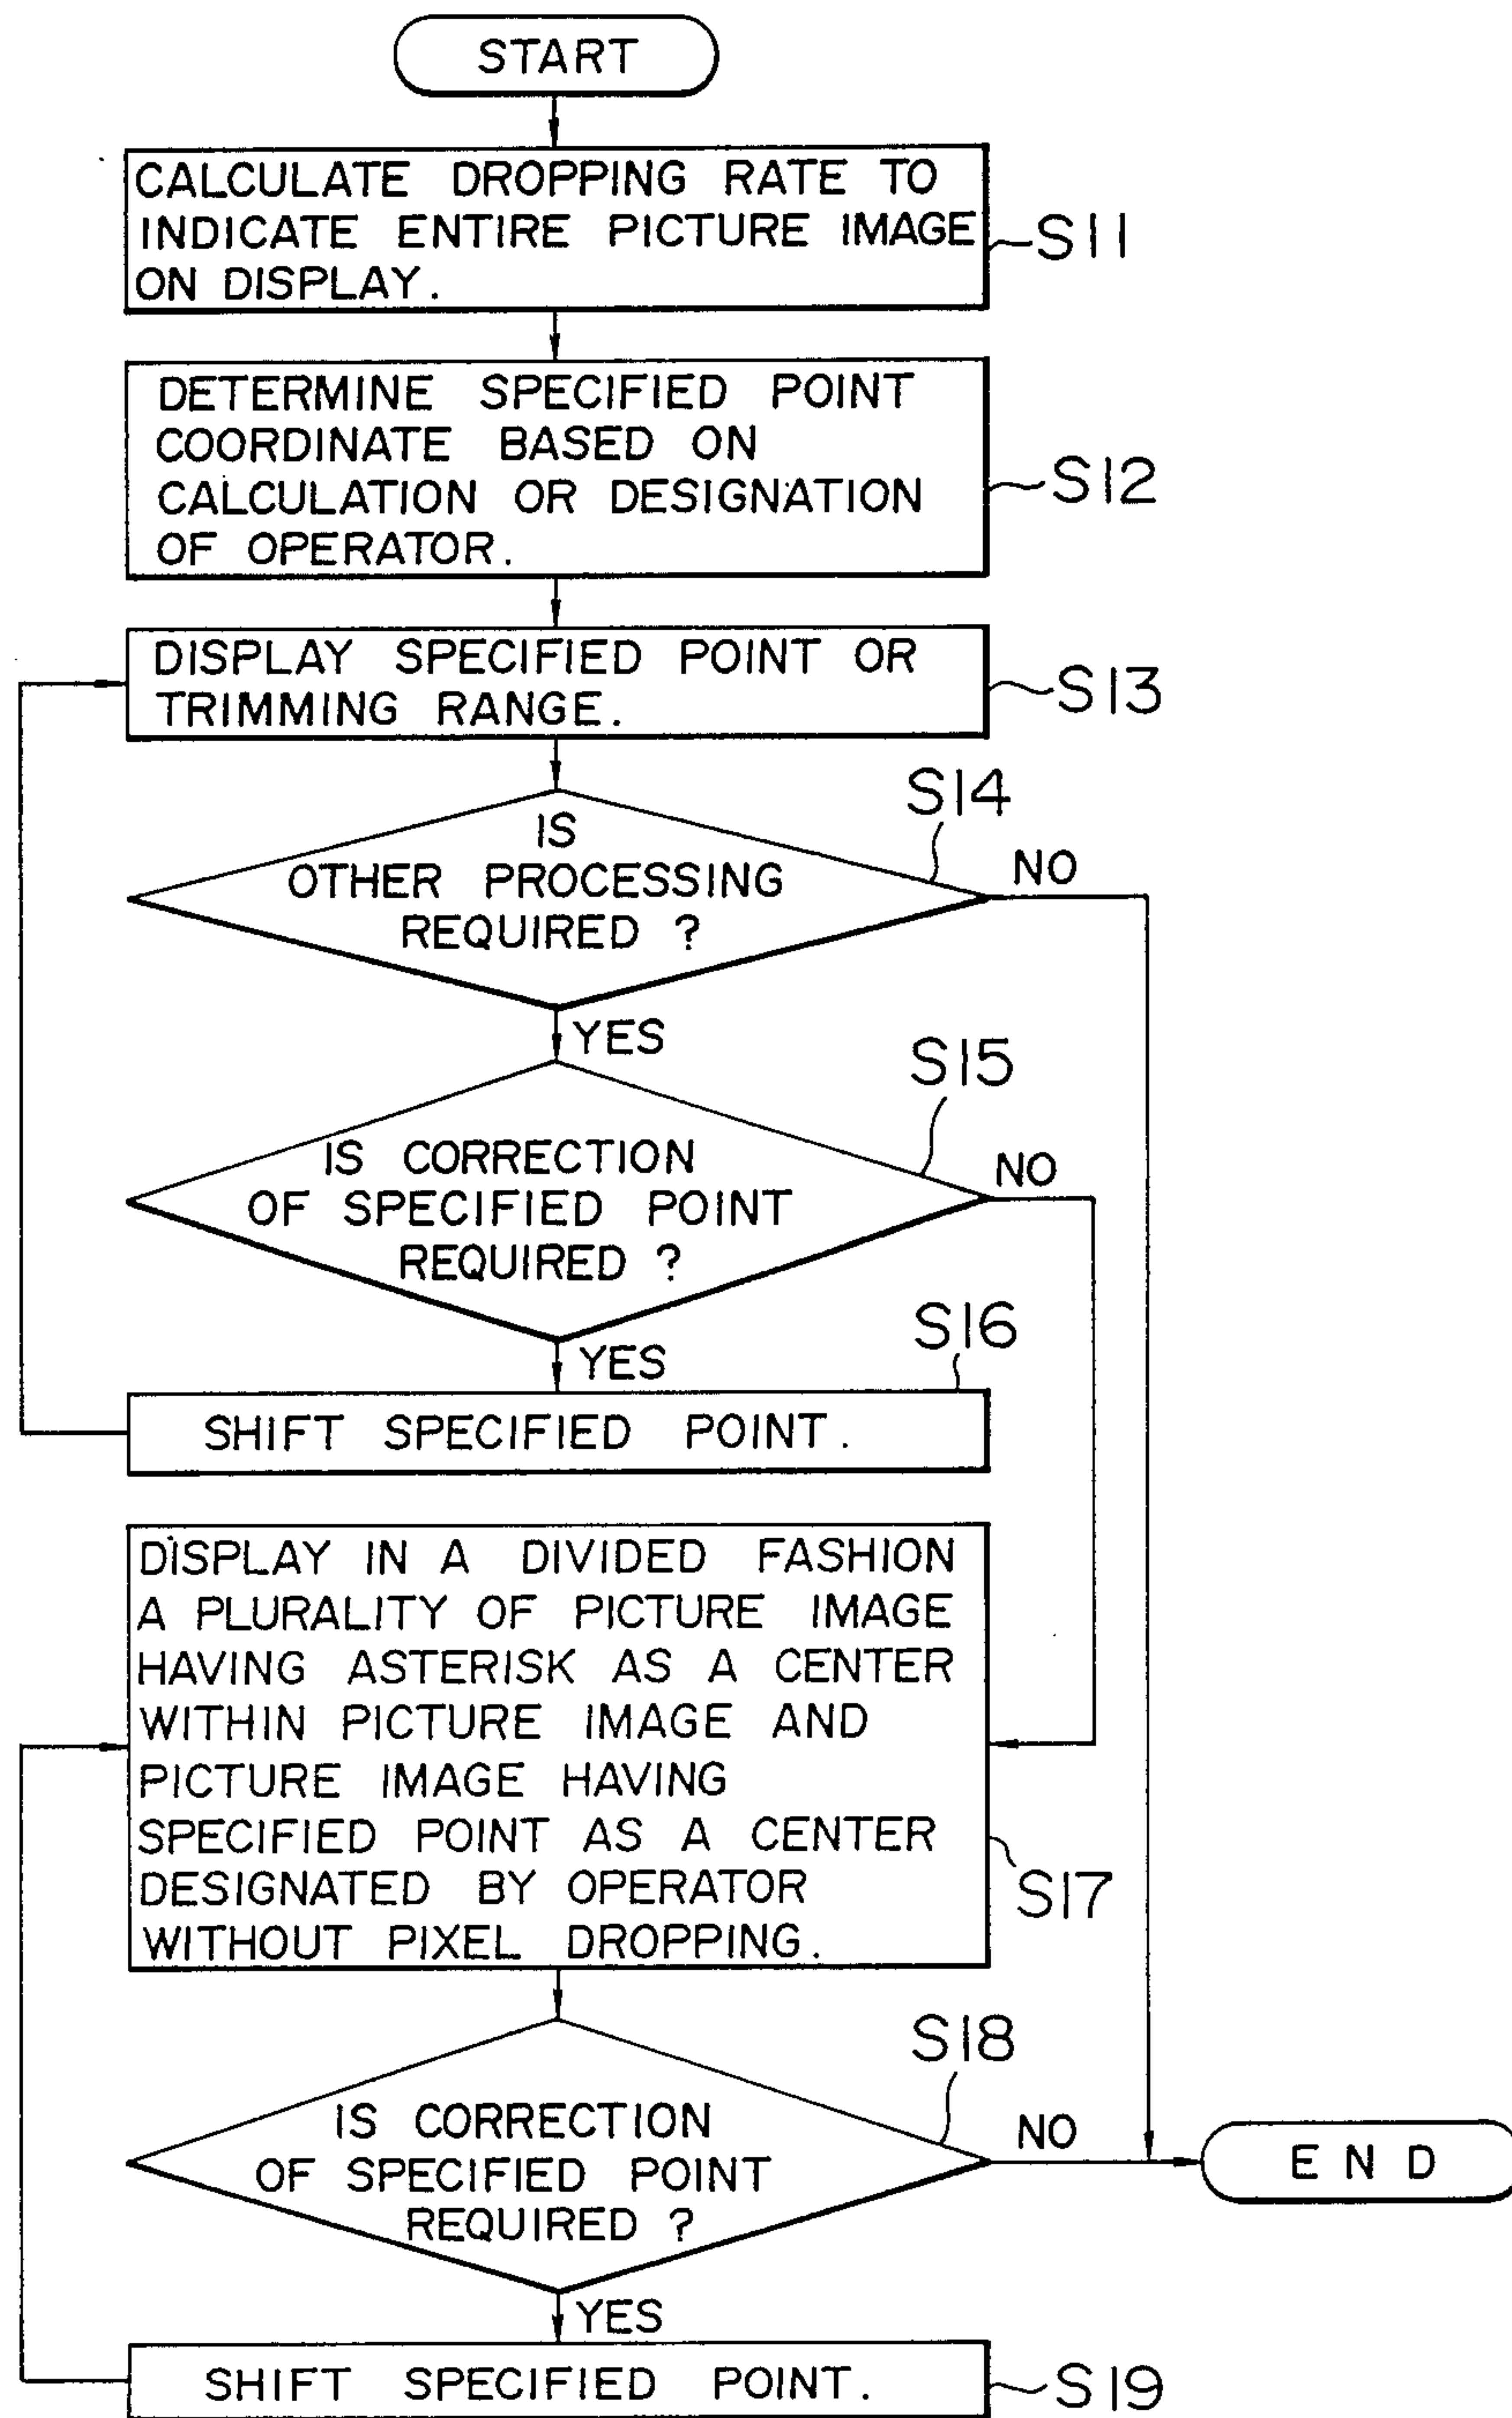 START
CALCULATE DROPPING RATE TO
INDICATE ENTIRE PICTURE IMAGE
ON DISPLAY.
S11
DETERMINE SPECIFIED POINT
COORDINATE BASED ON
CALCULATION OR DESIGNATION
OF OPERATOR.
S12
DISPLAY SPECIFIED POINT OR
TRIMMING RANGE.
S13
S14
IS
OTHER PROCESSING
REQUIRED ?
NO
YES
S15
IS CORRECTION
OF SPECIFIED POINT
REQUIRED ?
NO
YES
S16
SHIFT SPECIFIED POINT.
DISPLAY IN A DIVIDED FASHION
A PLURALITY OF PICTURE IMAGE
HAVING ASTERISK AS A CENTER
WITHIN PICTURE IMAGE AND
PICTURE IMAGE HAVING
SPECIFIED POINT AS A CENTER
DESIGNATED BY OPERATOR
WITHOUT PIXEL DROPPING.
S17
S18
IS CORRECTION
OF SPECIFIED POINT
REQUIRED ?
NO
END
YES
SHIFT SPECIFIED POINT.
S19